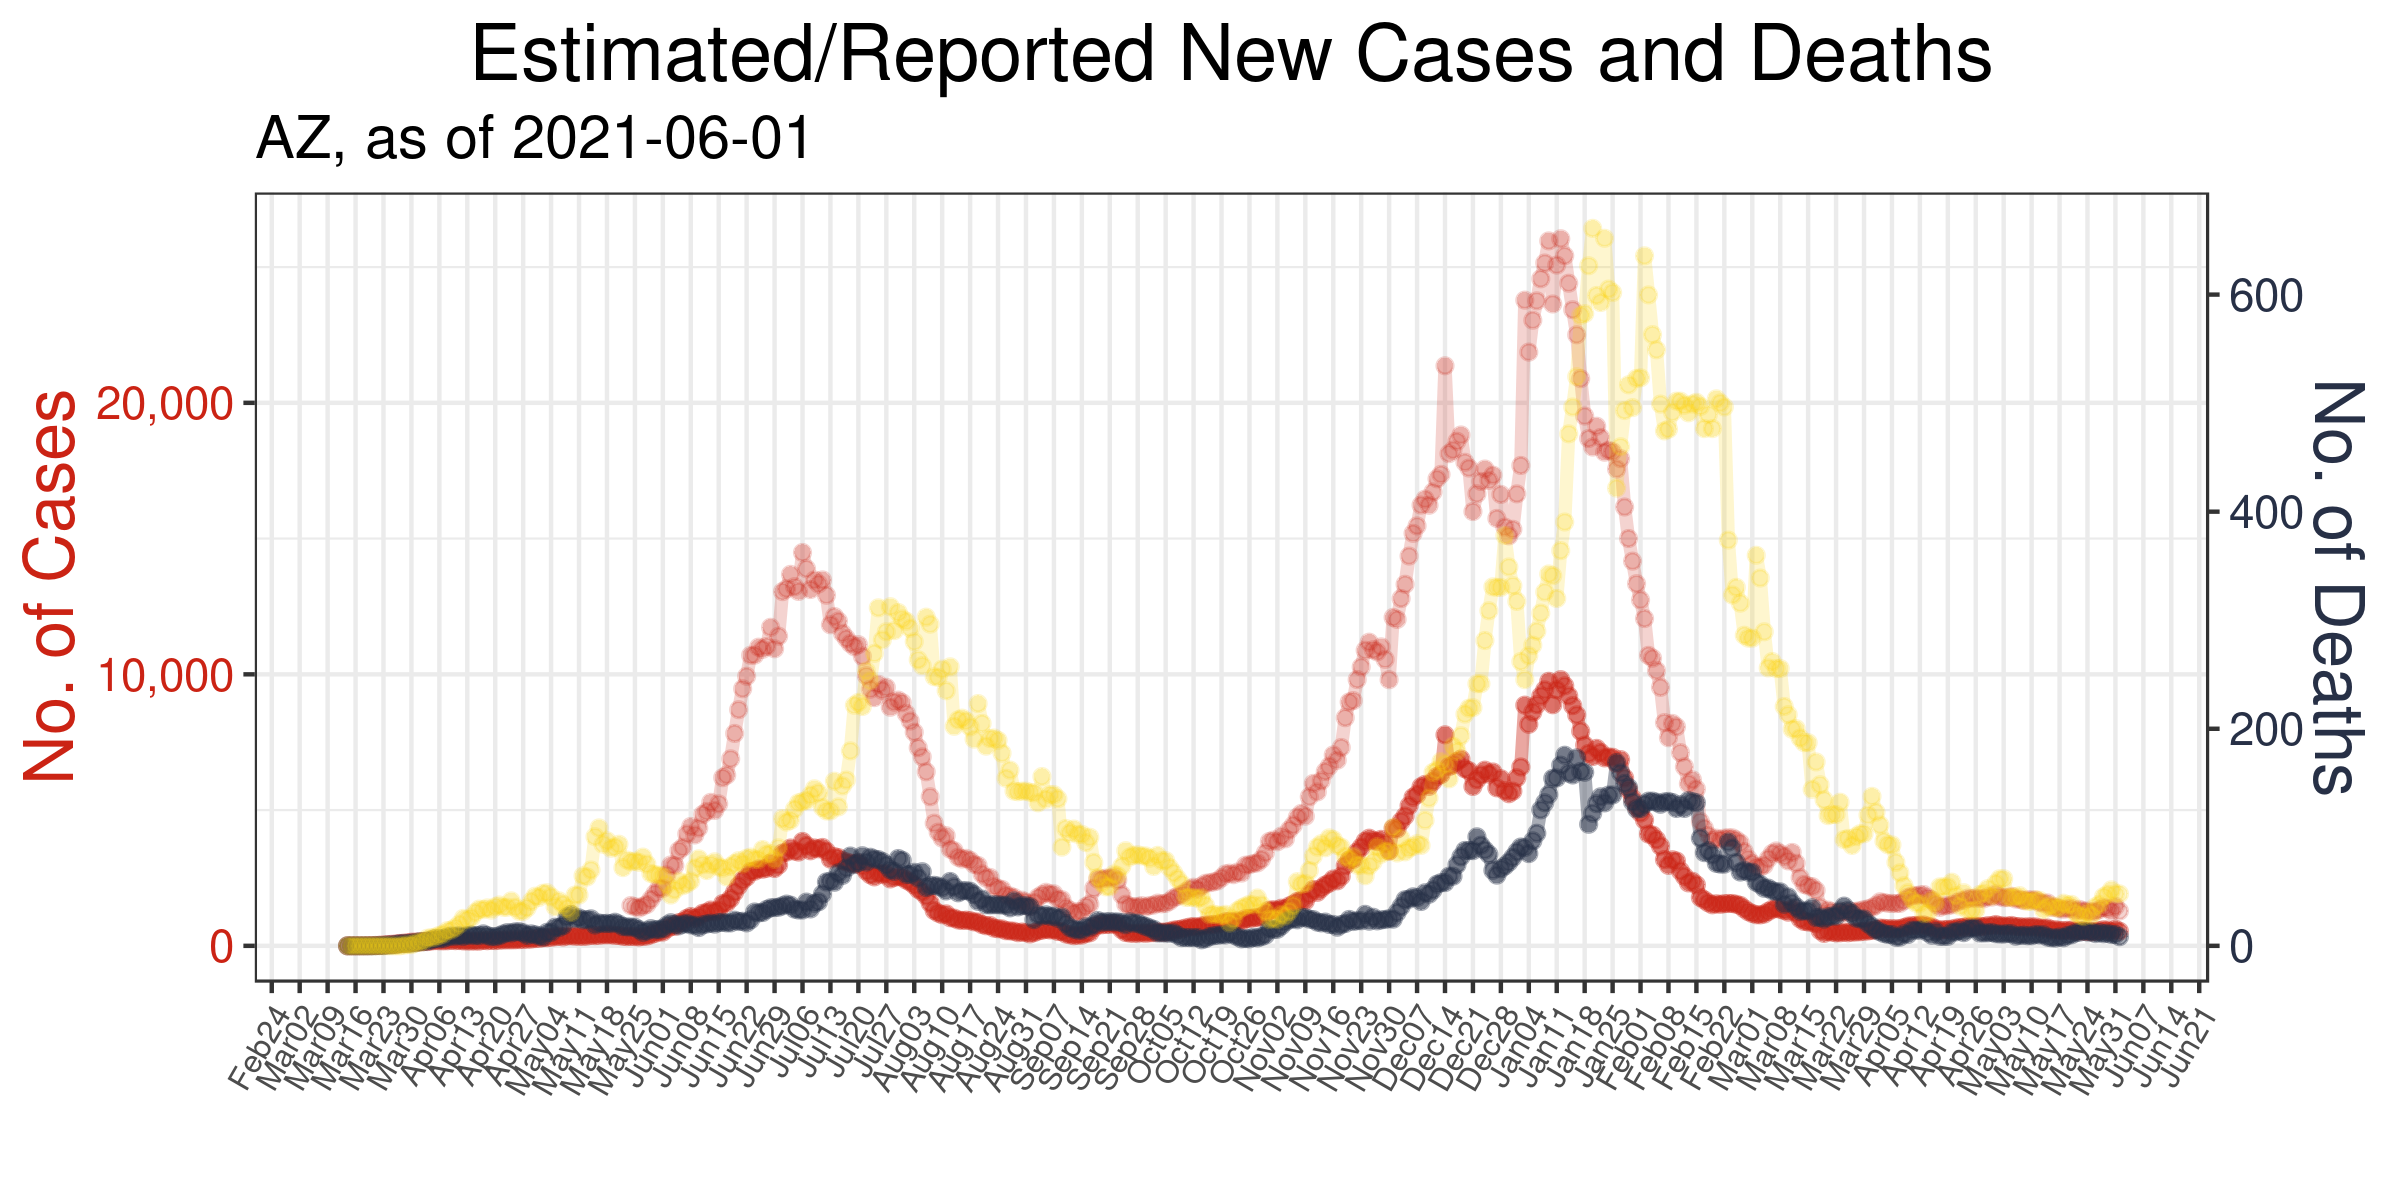 Estimated/Reported New Cases and Deaths
AZ, as of 2021-06-01
No. of Cases
20,000
10,000
0
600
400
200
0
No. of Deaths
Feb24
Mar02
Mar09
Mar16
Mar23
Mar30
Apr06
Apr13
Apr20
Apr27
May04
May11
May18
May25
Jun01
Jun08
Jun15
Jun22
Jun29
Jul06
Jul13
Jul20
Jul27
Aug03
Aug10
Aug17
Aug24
Aug31
Sep07
Sep14
Sep21
Sep28
Oct05
Oct12
Oct19
Oct26
Nov02
Nov09
Nov16
Nov23
Nov30
Dec07
Dec14
Dec21
Dec28
Jan04
Jan11
Jan18
Jan25
Feb01
Feb08
Feb15
Feb22
Mar01
Mar08
Mar15
Mar22
Mar29
Apr05
Apr12
Apr19
Apr26
May03
May10
May17
May24
May31
Jun07
Jun14
Jun21